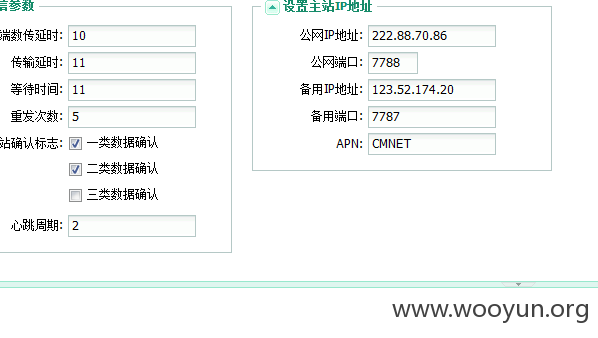 信参数
端数传延时: 10
传输延时: 11
等待时间: 11
重发次数: 5
站确认标志: 一类数据确认
二类数据确认
三类数据确认
心跳周期: 2
设置主站IP地址
公网IP地址: 222.88.70.86
公网端口: 7788
备用IP地址: 123.52.174.20
备用端口: 7787
APN: CMNET
www.wooyun.org